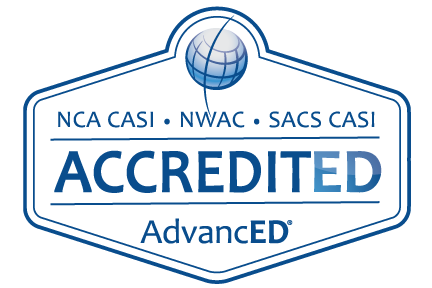 NCA CASI • NWAC • SACS CASI
ACCREDITED
AdvancED®